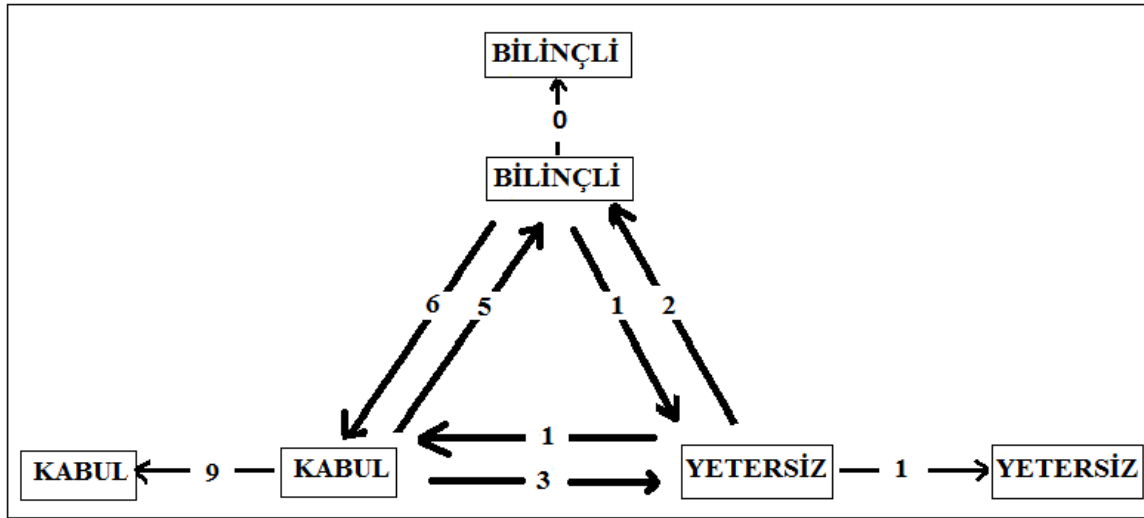 BİLİNÇLİ
0
BİLİNÇLİ
6 5 1 2
1
KABUL 9 KABUL YETERSİZ 1 YETERSİZ
3